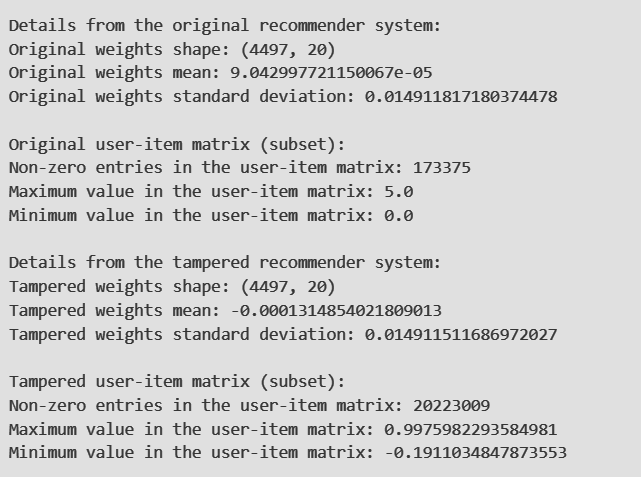 Details from the original recommender system:
Original weights shape: (4497, 20)
Original weights mean: 9.042997721150067e-05
Original weights standard deviation: 0.014911817180374478
Original user-item matrix (subset):
Non-zero entries in the user-item matrix: 173375
Maximum value in the user-item matrix: 5.0
Minimum value in the user-item matrix: 0.0
Details from the tampered recommender system:
Tampered weights shape: (4497, 20)
Tampered weights mean: -0.0001314854021809013
Tampered weights standard deviation: 0.014911511686972027
Tampered user-item matrix (subset):
Non-zero entries in the user-item matrix: 20223009
Maximum value in the user-item matrix: 0.9975982293584981
Minimum value in the user-item matrix: -0.1911034847873553